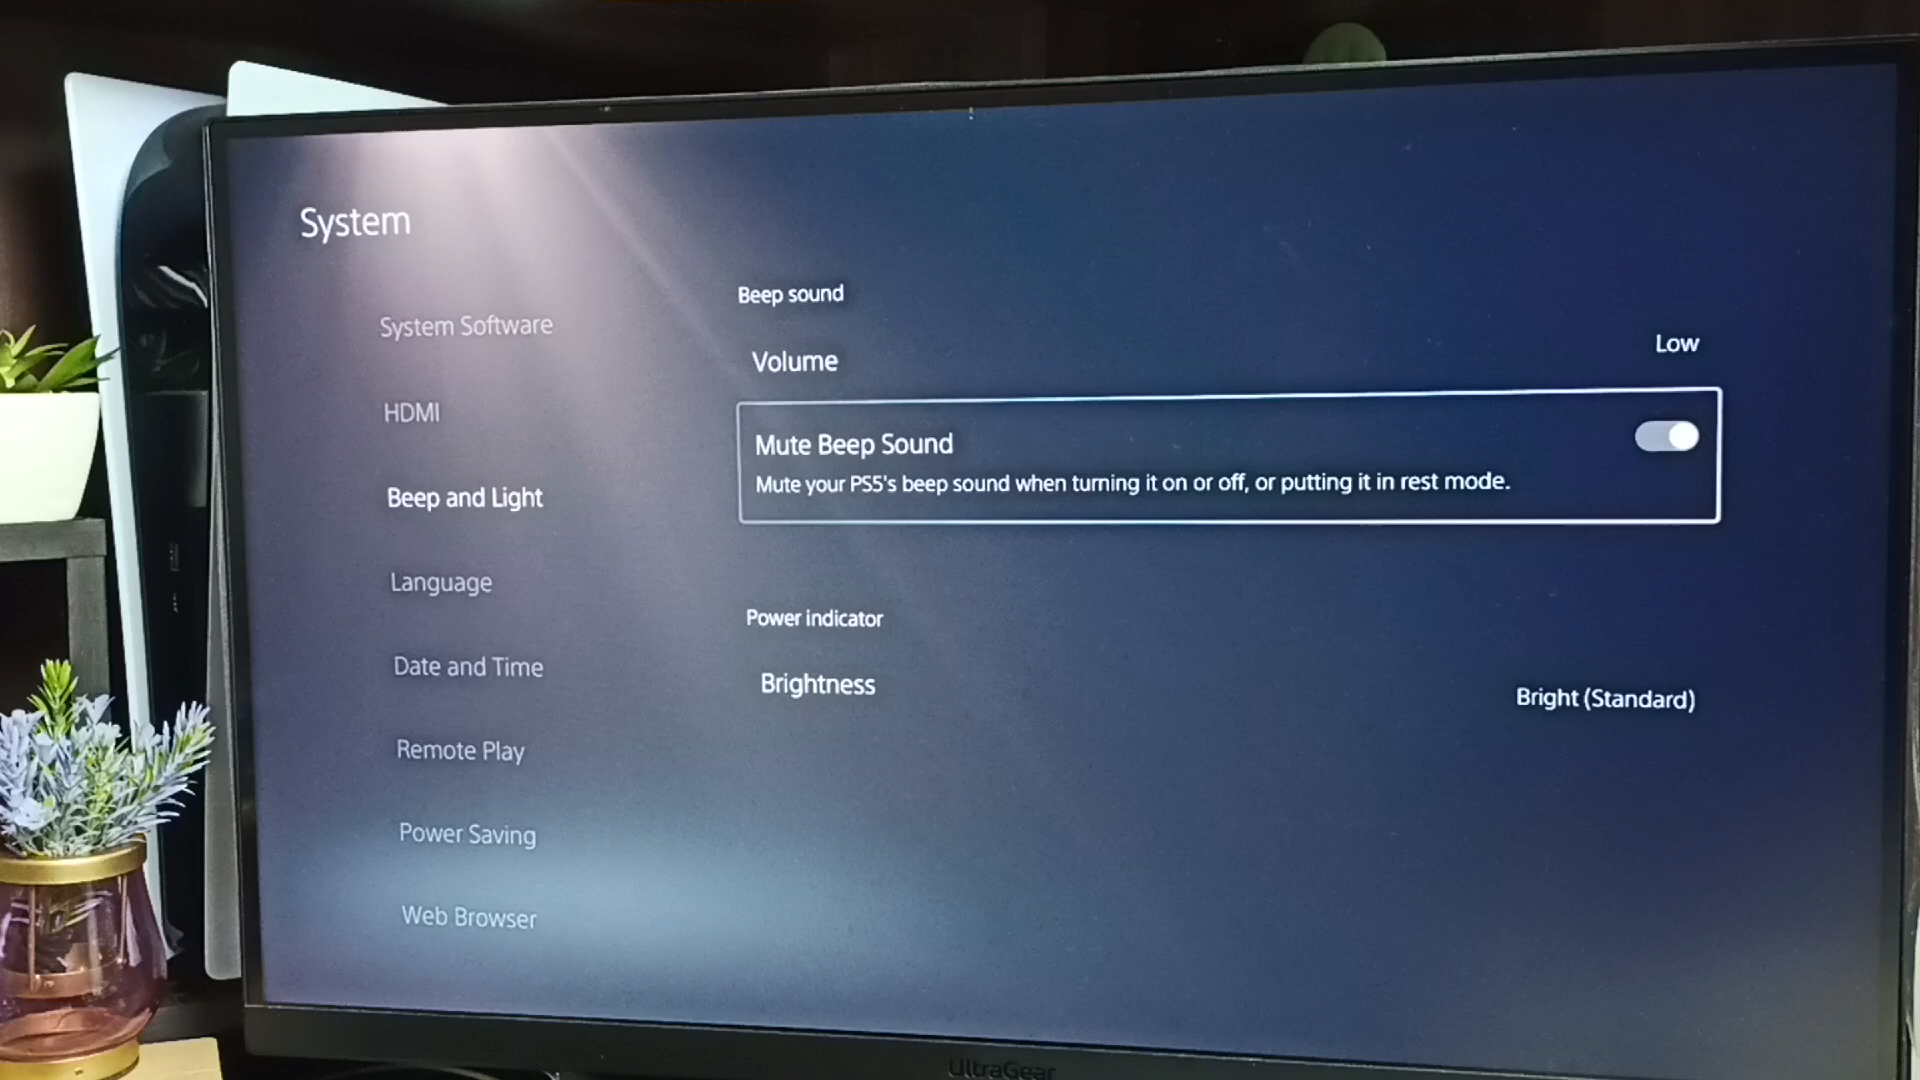 System
System Software
HDMI
Beep and Light
Language
Date and Time
Remote Play
Power Saving
Web Browser
Beep sound
Volume
Low
Mute Beep Sound
Mute your PS5's beep sound when turning it on or off, or putting it in rest mode.
Power indicator
Brightness
Bright (Standard)
UltraGear